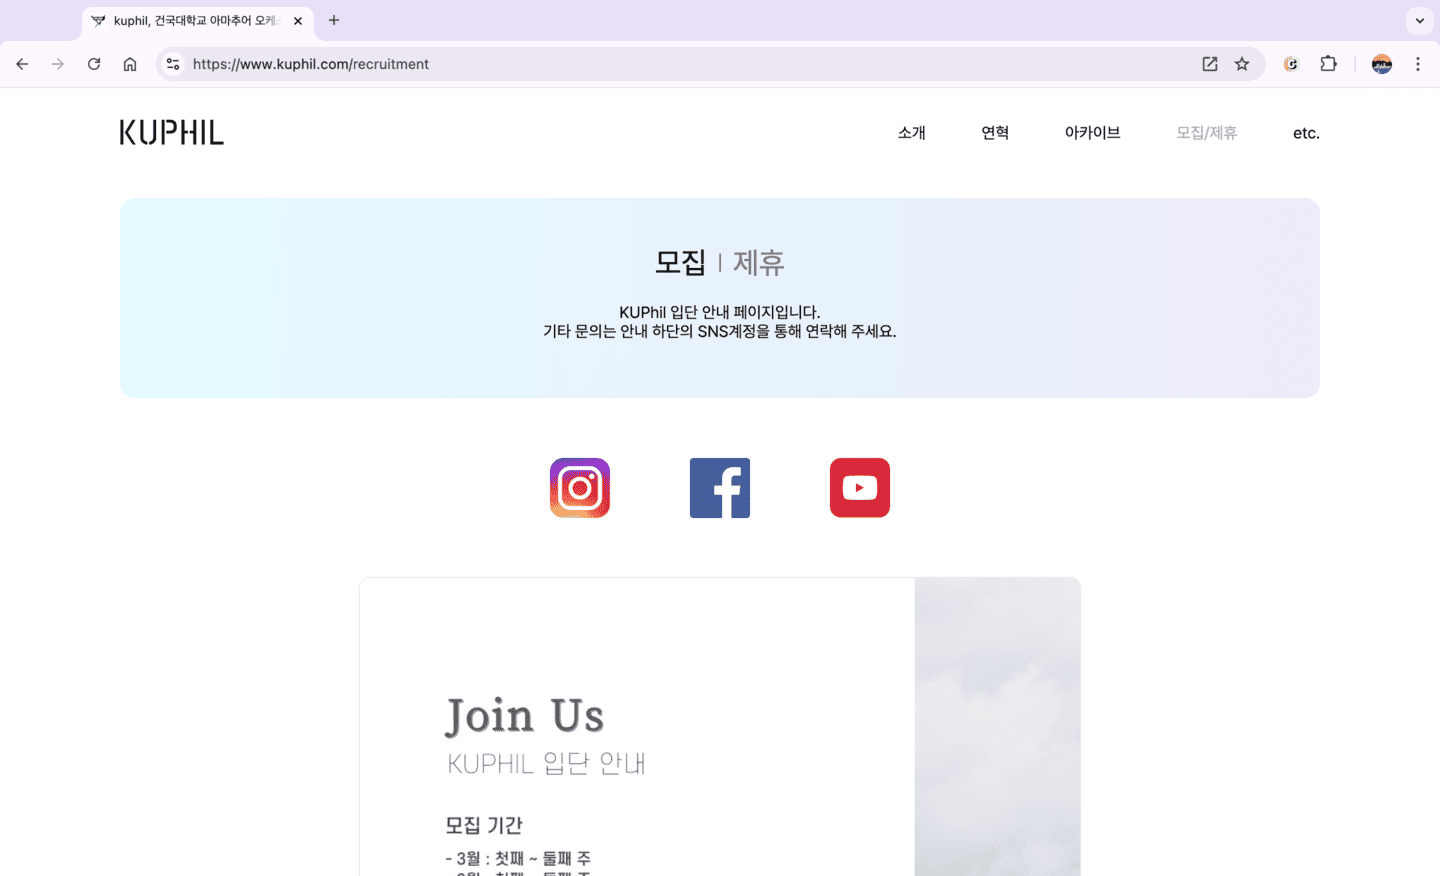 kuphil, 건국대학교 아마추어 오케
https://www.kuphil.com/recruitment
KUPHIL
소개
연혁
아카이브
모집/제휴
etc.
모집 | 제휴
KUPhil 입단 안내 페이지입니다.
기타 문의는 안내 하단의 SNS계정을 통해 연락해 주세요.
Join Us
KUPHIL 입단 안내
모집 기간
- 3월 : 첫째 ~ 둘째 주